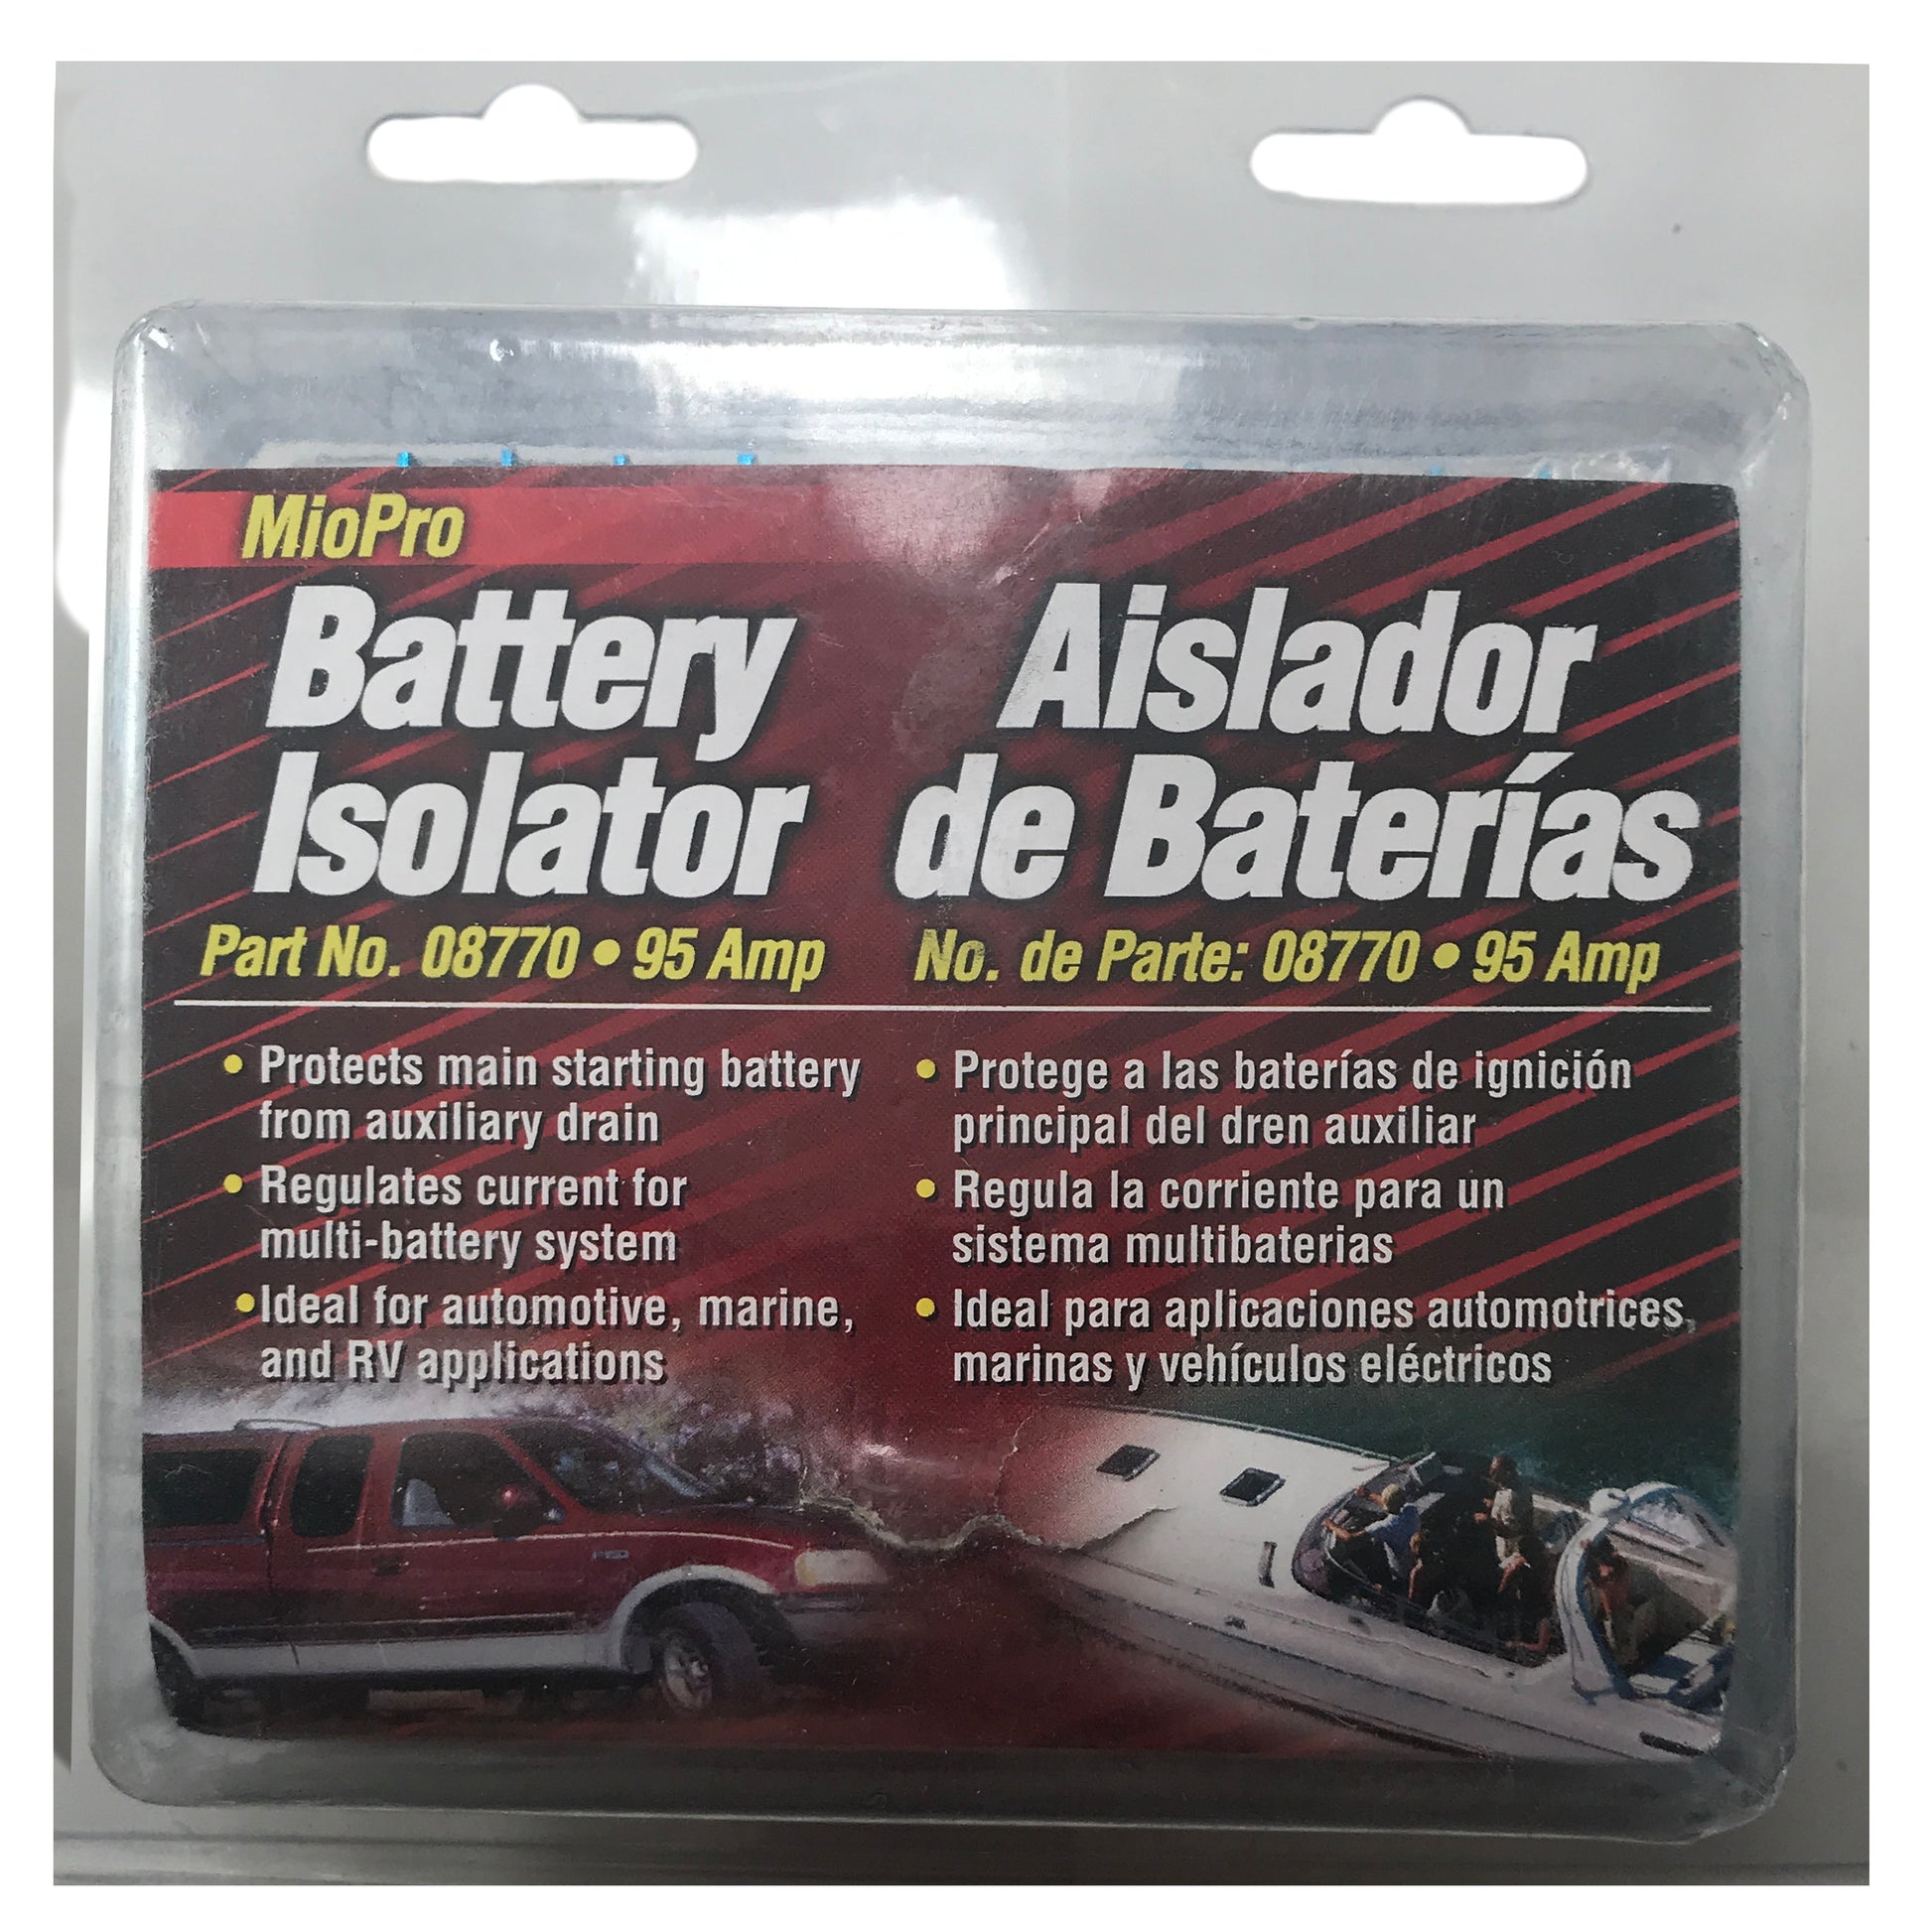 MioPro
Battery
Isolator
Part No. 08770 • 95 Amp
• Protects main starting battery
from auxiliary drain
• Regulates current for
multi-battery system
•Ideal for automotive, marine,
and RV applications
Aislador
de Baterías
No. de Parte: 08770 • 95 Amp
• Protege a las baterías de ignición
principal del dren auxiliar
• Regula la corriente para un
sistema multibaterias
• Ideal para aplicaciones automotrices,
marinas y vehículos eléctricos